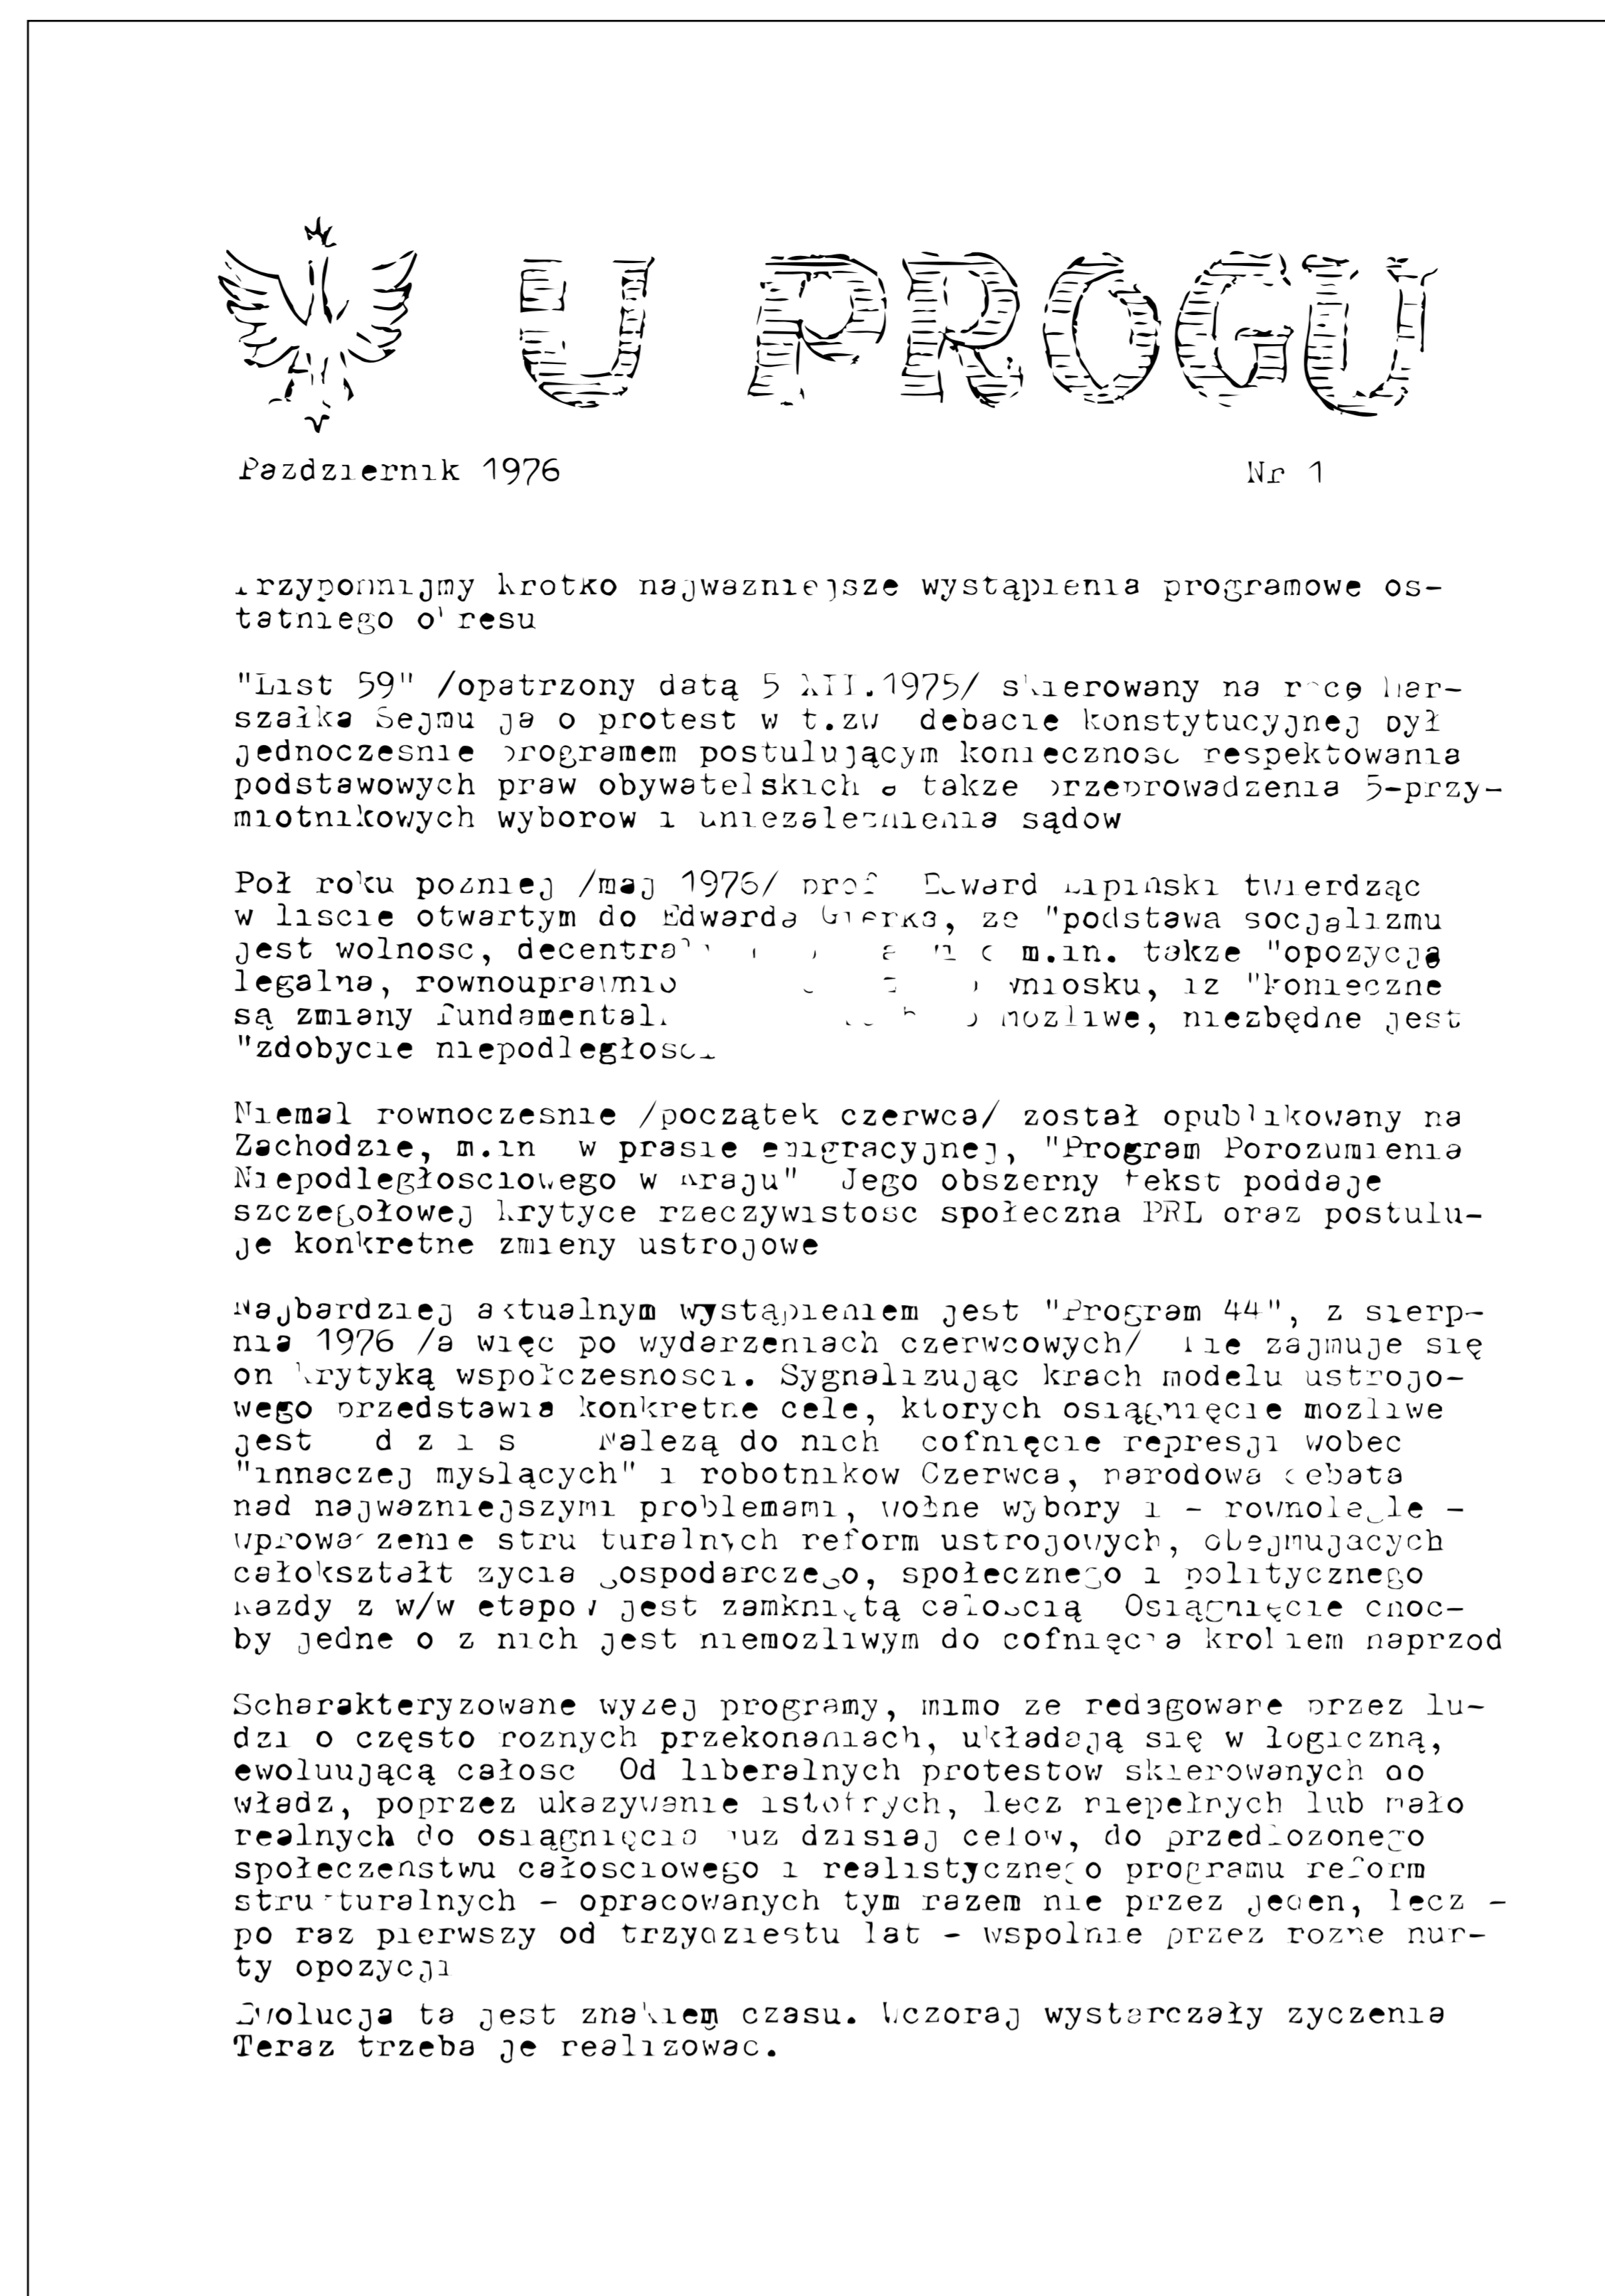 U PROGU
Pazdziernik 1976 Nr 1
Przypomnijmy krotko najwazniejsze wystąpienia programowe os-
tatniego okresu
"List 59" /opatrzony datą 5 XII.1975/ skierowany na ręce Mar-
szałka Sejmu jako protest w t.zw debacie konstytucyjnej był
jednoczesnie programem postulującym koniecznosc respektowania
podstawowych praw obywatelskich a takze przeprowadzenia 5-przy-
miotnikowych wyborow i uniezaleznienia sądow
Poł roku pozniej /maj 1976/ prof Edward Lipinski twierdząc
w liscie otwartym do Edwarda Gierka, ze "podstawa socjalizmu
jest wolnosc, m.in. takze "opozycją
legalna, wniosku, iz "konieczne
są zmiany mozliwe, niezbędne jest
"zdobycie niepodległosci
Niemal rownoczesnie /początek czerwca/ został opublikowany na
Zachodzie, m.in w prasie emigracyjnej, "Program Porozumienia
Niepodległosciowego w Kraju" Jego obszerny tekst poddaje
szczegołowej krytyce rzeczywistosc społeczna PRL oraz postulu-
je konkretne zmieny ustrojowe
Najbardziej aktualnym wystąpieniem jest "Program 44", z sierp-
nia 1976 /a więc po wydarzeniach czerwcowych/ Nie zajmuje się
on krytyką wspołczesnosci. Sygnalizując krach modelu ustrojo-
wego przedstawia konkretne cele, ktorych osiągnięcie mozliwe
jest d z i s Nalezą do nich cofnięcie represji wobec
"innaczej myslących" i robotnikow Czerwca, narodowa debata
nad najwazniejszymi problemami, wolne wybory i - rownolegle -
wprowadzenie strukturalnych reform ustrojowych, obejmujacych
całokształt zycia gospodarczego, społecznego i politycznego
Kazdy z w/w etapow jest zamkniętą całoscią Osiągnięcie choc-
by jednego z nich jest niemozliwym do cofnięcia krokiem naprzod
Scharakteryzowane wyzej programy, mimo ze redagowane przez lu-
dzi o często roznych przekonaniach, układają się w logiczną,
ewoluującą całosc Od liberalnych protestow skierowanych do
władz, poprzez ukazywanie istotnych, lecz niepełnych lub mało
realnych do osiągnięcia juz dzisiaj celow, do przedłozonego
społeczenstwu całosciowego i realistycznego programu reform
strukturalnych - opracowanych tym razem nie przez jeden, lecz -
po raz pierwszy od trzydziestu lat - wspolnie przez rozne nur-
ty opozycji
Ewolucja ta jest znakiem czasu. Wczoraj wystarczały zyczenia
Teraz trzeba je realizowac.